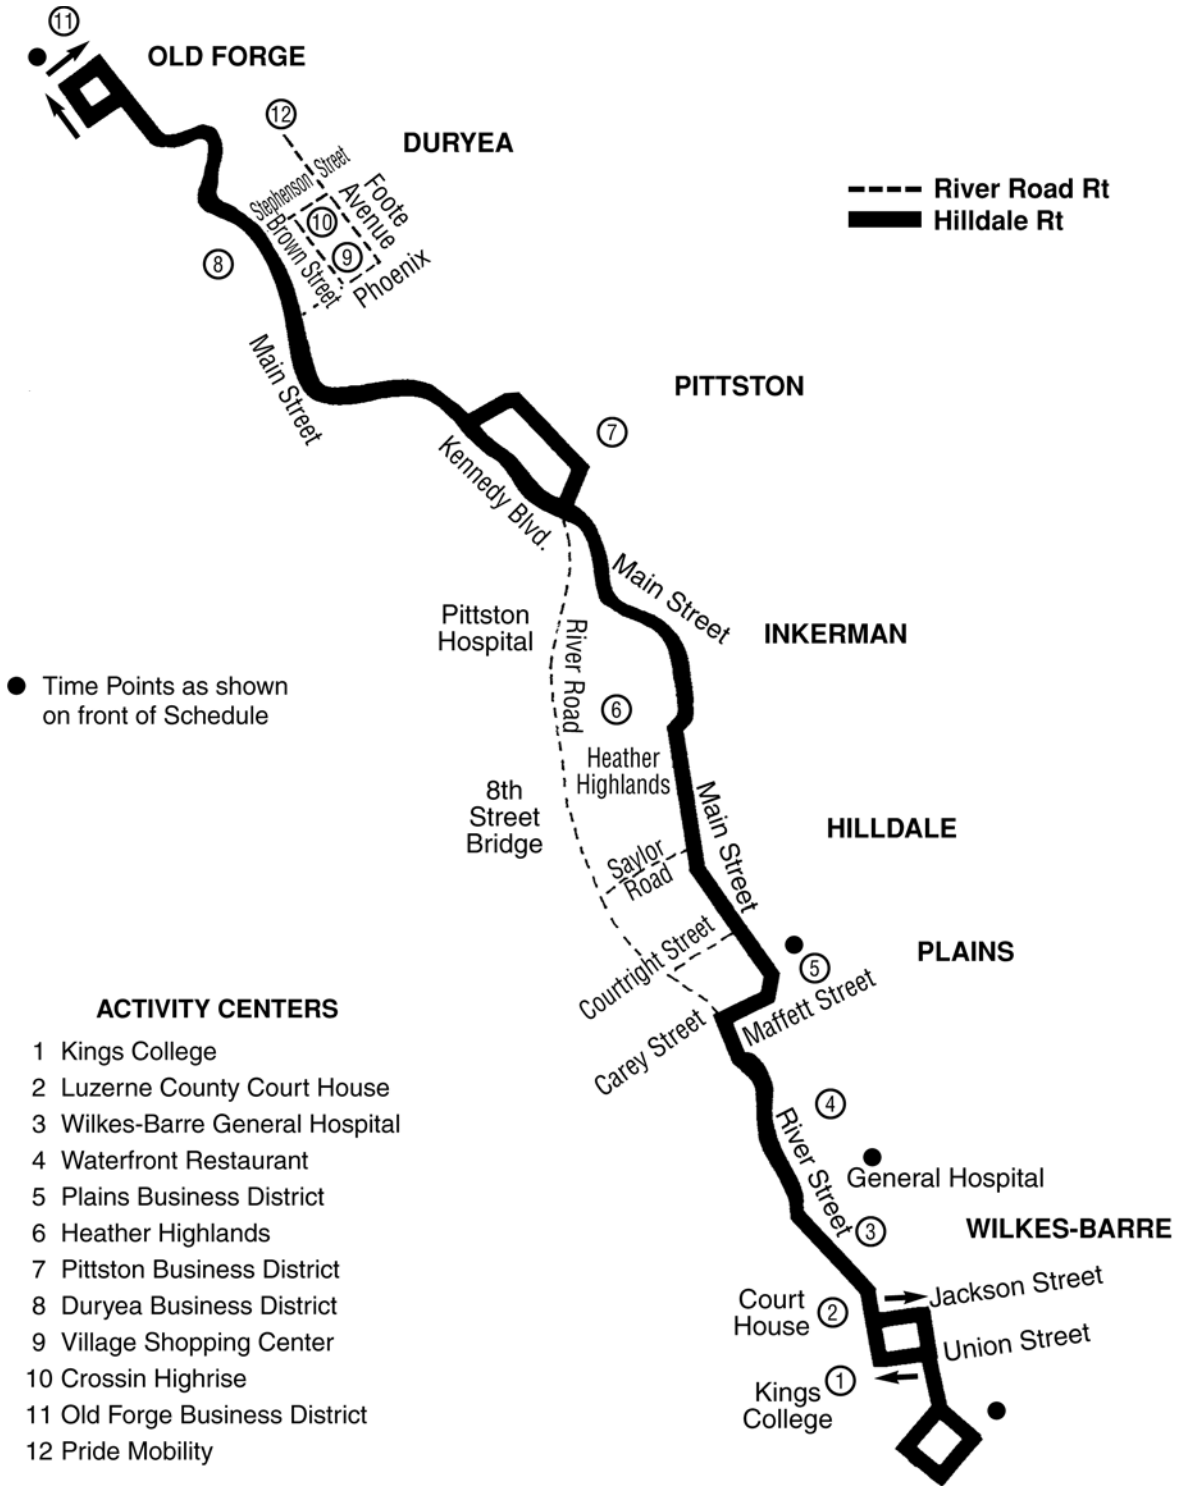 11
OLD FORGE
12
DURYEA
Stephenson Street
Foote
Avenue
10
Brown Street
9
Phoenix
8
River Road Rt
Hilldale Rt
Main Street
PITTSTON
7
Kennedy Blvd.
Main Street
Pittston
Hospital
INKERMAN
River Road
Time Points as shown
on front of Schedule
6
Heather
Highlands
8th
Street
Bridge
Main Street
HILLDALE
Saylor
Road
Courtright Street
PLAINS
5
Maffett Street
Carey Street
ACTIVITY CENTERS
1 Kings College
2 Luzerne County Court House
3 Wilkes-Barre General Hospital
4 Waterfront Restaurant
5 Plains Business District
6 Heather Highlands
7 Pittston Business District
8 Duryea Business District
9 Village Shopping Center
10 Crossin Highrise
11 Old Forge Business District
12 Pride Mobility
4
River Street
General Hospital
3
WILKES-BARRE
Jackson Street
Court
House
2
Union Street
1
Kings
College